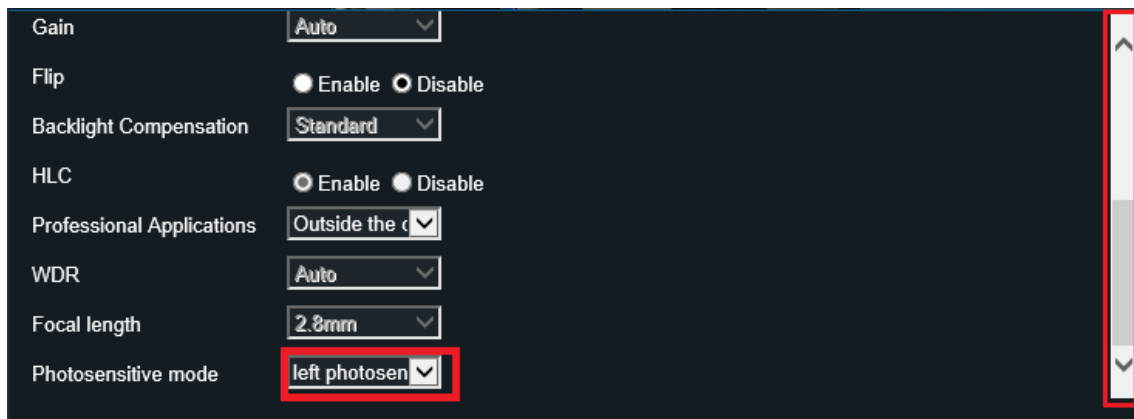 Gain Auto
Flip Enable Disable
Backlight Compensation Standard
HLC Enable Disable
Professional Applications Outside the c
WDR Auto
Focal length 2.8mm
Photosensitive mode left photosen